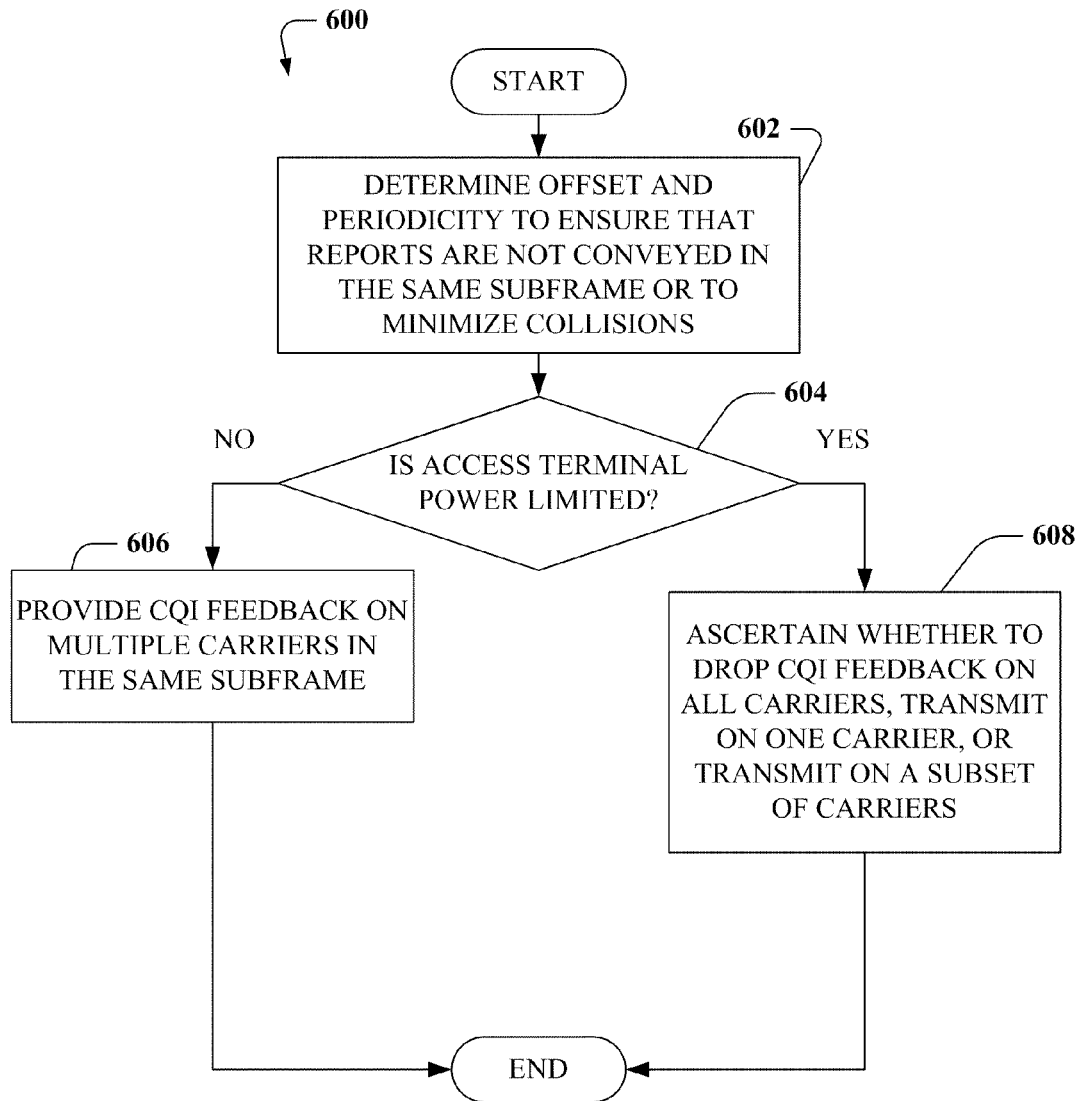 600
START
602
DETERMINE OFFSET AND
PERIODICITY TO ENSURE THAT
REPORTS ARE NOT CONVEYED IN
THE SAME SUBFRAME OR TO
MINIMIZE COLLISIONS
604
NO
YES
IS ACCESS TERMINAL
POWER LIMITED?
606
PROVIDE CQI FEEDBACK ON
MULTIPLE CARRIERS IN
THE SAME SUBFRAME
608
ASCERTAIN WHETHER TO
DROP CQI FEEDBACK ON
ALL CARRIERS, TRANSMIT
ON ONE CARRIER, OR
TRANSMIT ON A SUBSET
OF CARRIERS
END